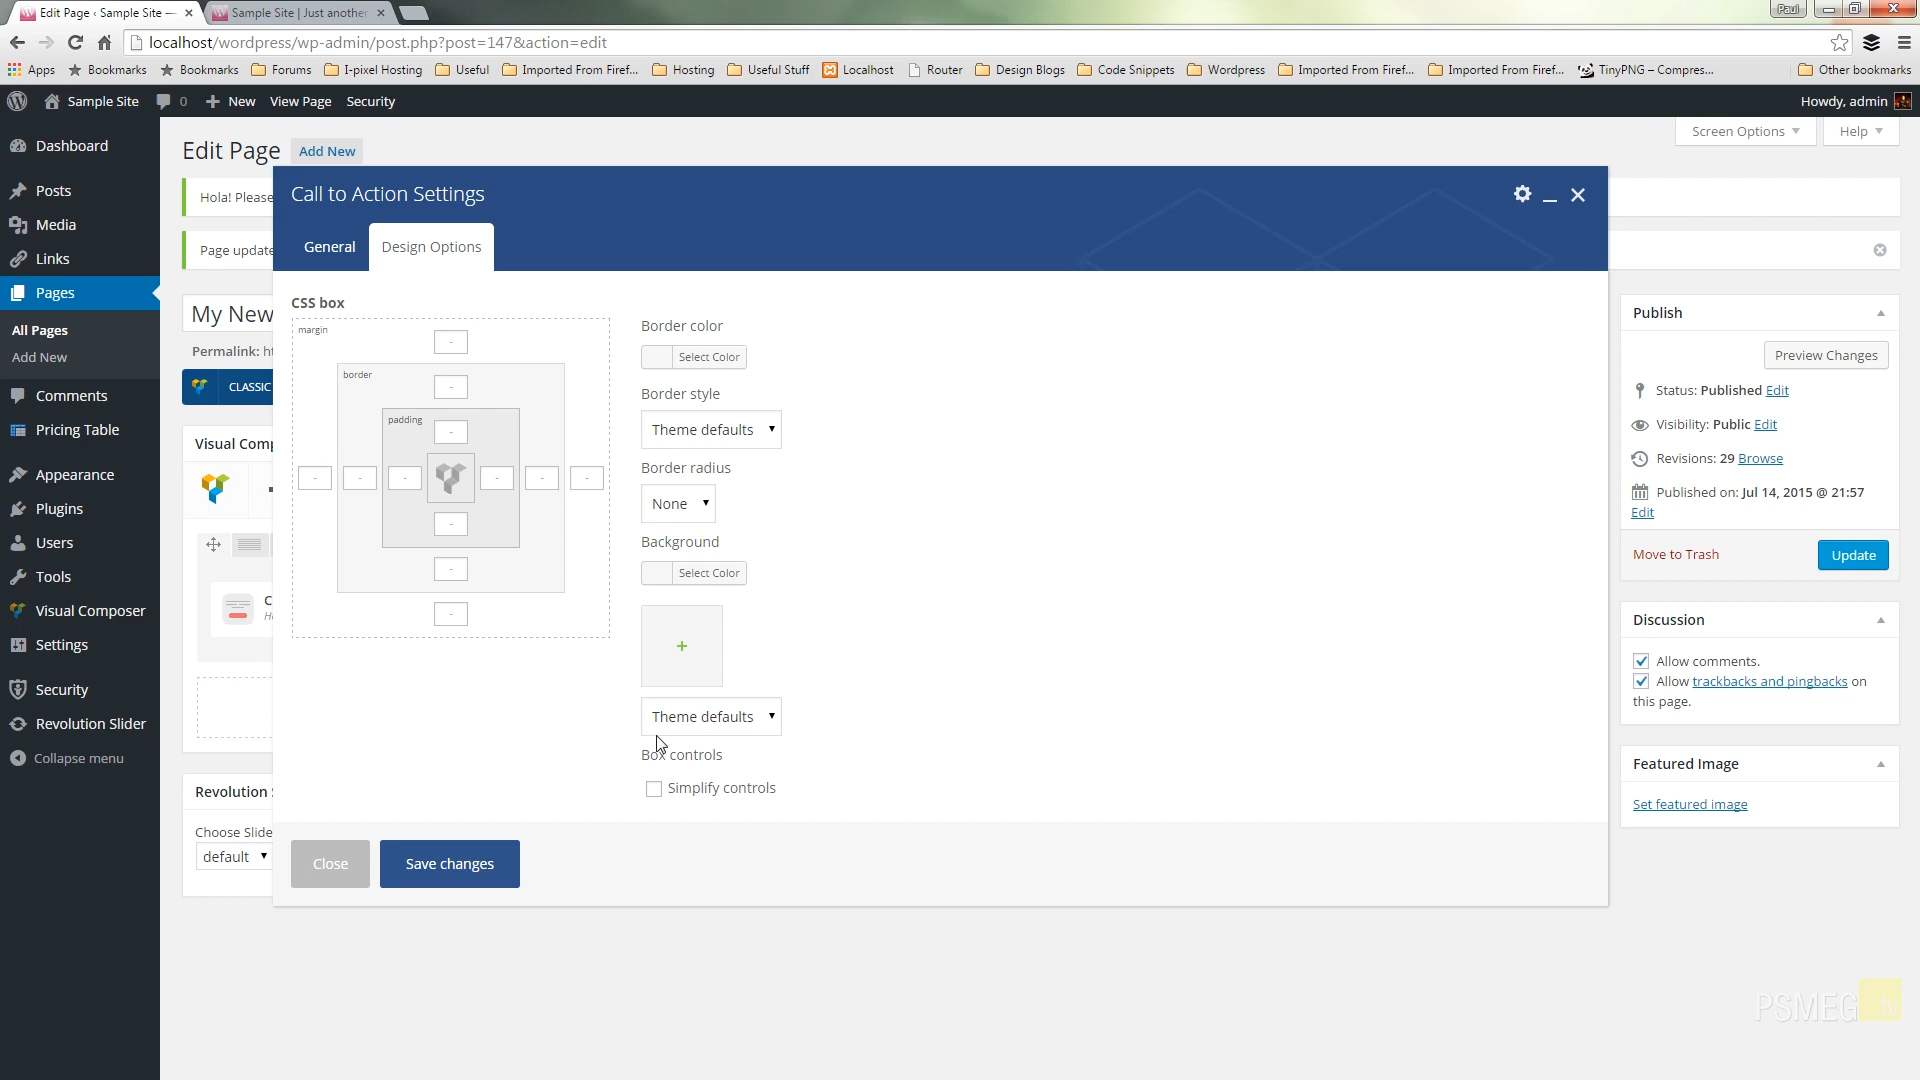 Edit Page ‹ Sample Site —
Sample Site | Just another
Paul
localhost/wordpress/wp-admin/post.php?post=147&action=edit
Apps
Bookmarks
Bookmarks
Forums
I-pixel Hosting
Useful
Imported From Firef...
Hosting
Useful Stuff
Localhost
Router
Design Blogs
Code Snippets
Wordpress
Imported From Firef...
Imported From Firef...
TinyPNG – Compres...
Other bookmarks
Sample Site
0
New
View Page
Security
Howdy, admin
Dashboard
Posts
Media
Links
Pages
All Pages
Add New
Comments
Pricing Table
Appearance
Plugins
Users
Tools
Visual Composer
Settings
Security
Revolution Slider
Collapse menu
Edit Page
Add New
Screen Options
Help
Hola! Please
Page update
My New
Permalink: ht
CLASSIC
Visual Comp
C
He
Revolution S
Choose Slide
default
Call to Action Settings
General
Design Options
CSS box
margin
-
border
-
padding
-
- - - - - -
-
-
-
Border color
Select Color
Border style
Theme defaults
Border radius
None
Background
Select Color
+
Theme defaults
Box controls
Simplify controls
Close
Save changes
Publish
Preview Changes
Status: Published Edit
Visibility: Public Edit
Revisions: 29 Browse
Published on: Jul 14, 2015 @ 21:57
Edit
Move to Trash
Update
Discussion
Allow comments.
Allow trackbacks and pingbacks on
this page.
Featured Image
Set featured image
PSMEG tv